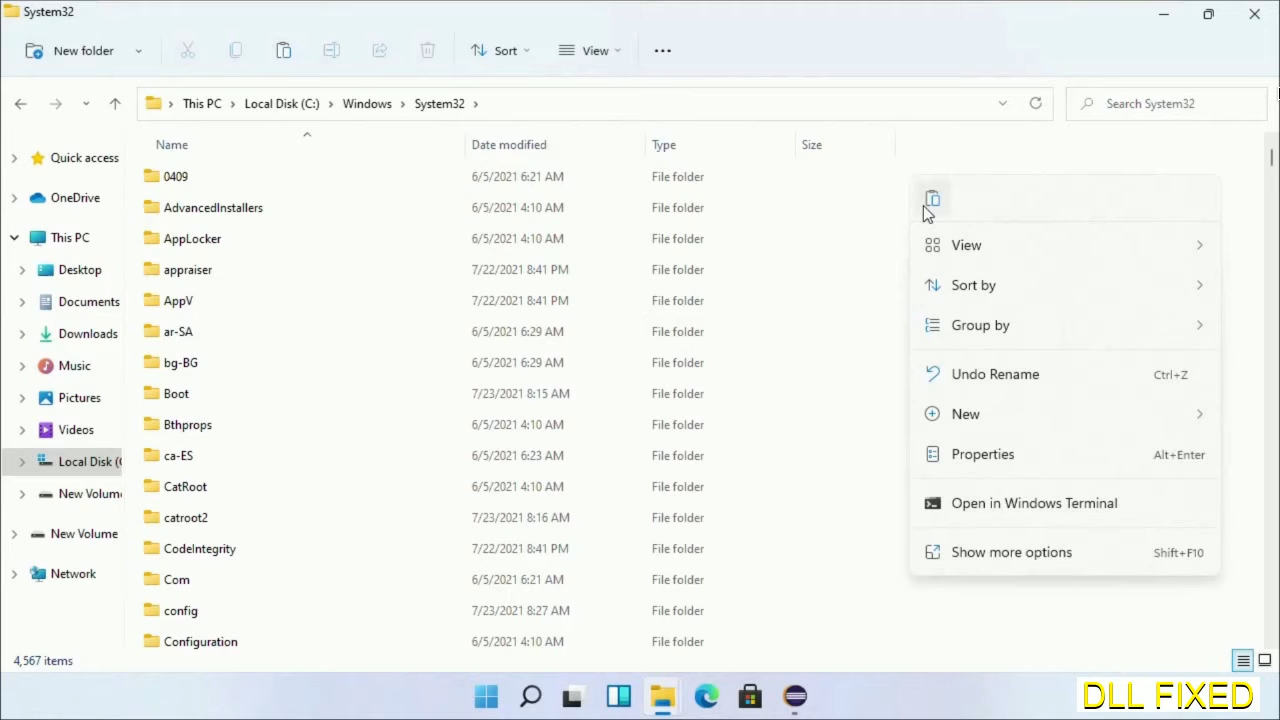 System32
New folder
Sort
View
This PC
Local Disk (C:)
Windows
System32
Search System32
Name
Date modified
Type
Size
Quick access
OneDrive
This PC
Desktop
Documents
Downloads
Music
Pictures
Videos
Local Disk (
New Volum
New Volume
Network
0409 6/5/2021 6:21 AM File folder
AdvancedInstallers 6/5/2021 4:10 AM File folder
AppLocker 6/5/2021 4:10 AM File folder
appraiser 7/22/2021 8:41 PM File folder
AppV 7/22/2021 8:41 PM File folder
ar-SA 6/5/2021 6:29 AM File folder
bg-BG 6/5/2021 6:29 AM File folder
Boot 7/23/2021 8:15 AM File folder
Bthprops 6/5/2021 4:10 AM File folder
ca-ES 6/5/2021 6:23 AM File folder
CatRoot 6/5/2021 4:10 AM File folder
catroot2 7/23/2021 8:16 AM File folder
CodeIntegrity 7/22/2021 8:41 PM File folder
Com 6/5/2021 6:21 AM File folder
config 7/23/2021 8:27 AM File folder
Configuration 6/5/2021 4:10 AM File folder
View
Sort by
Group by
Undo Rename Ctrl+Z
New
Properties Alt+Enter
Open in Windows Terminal
Show more options Shift+F10
4,567 items
DLL FIXED